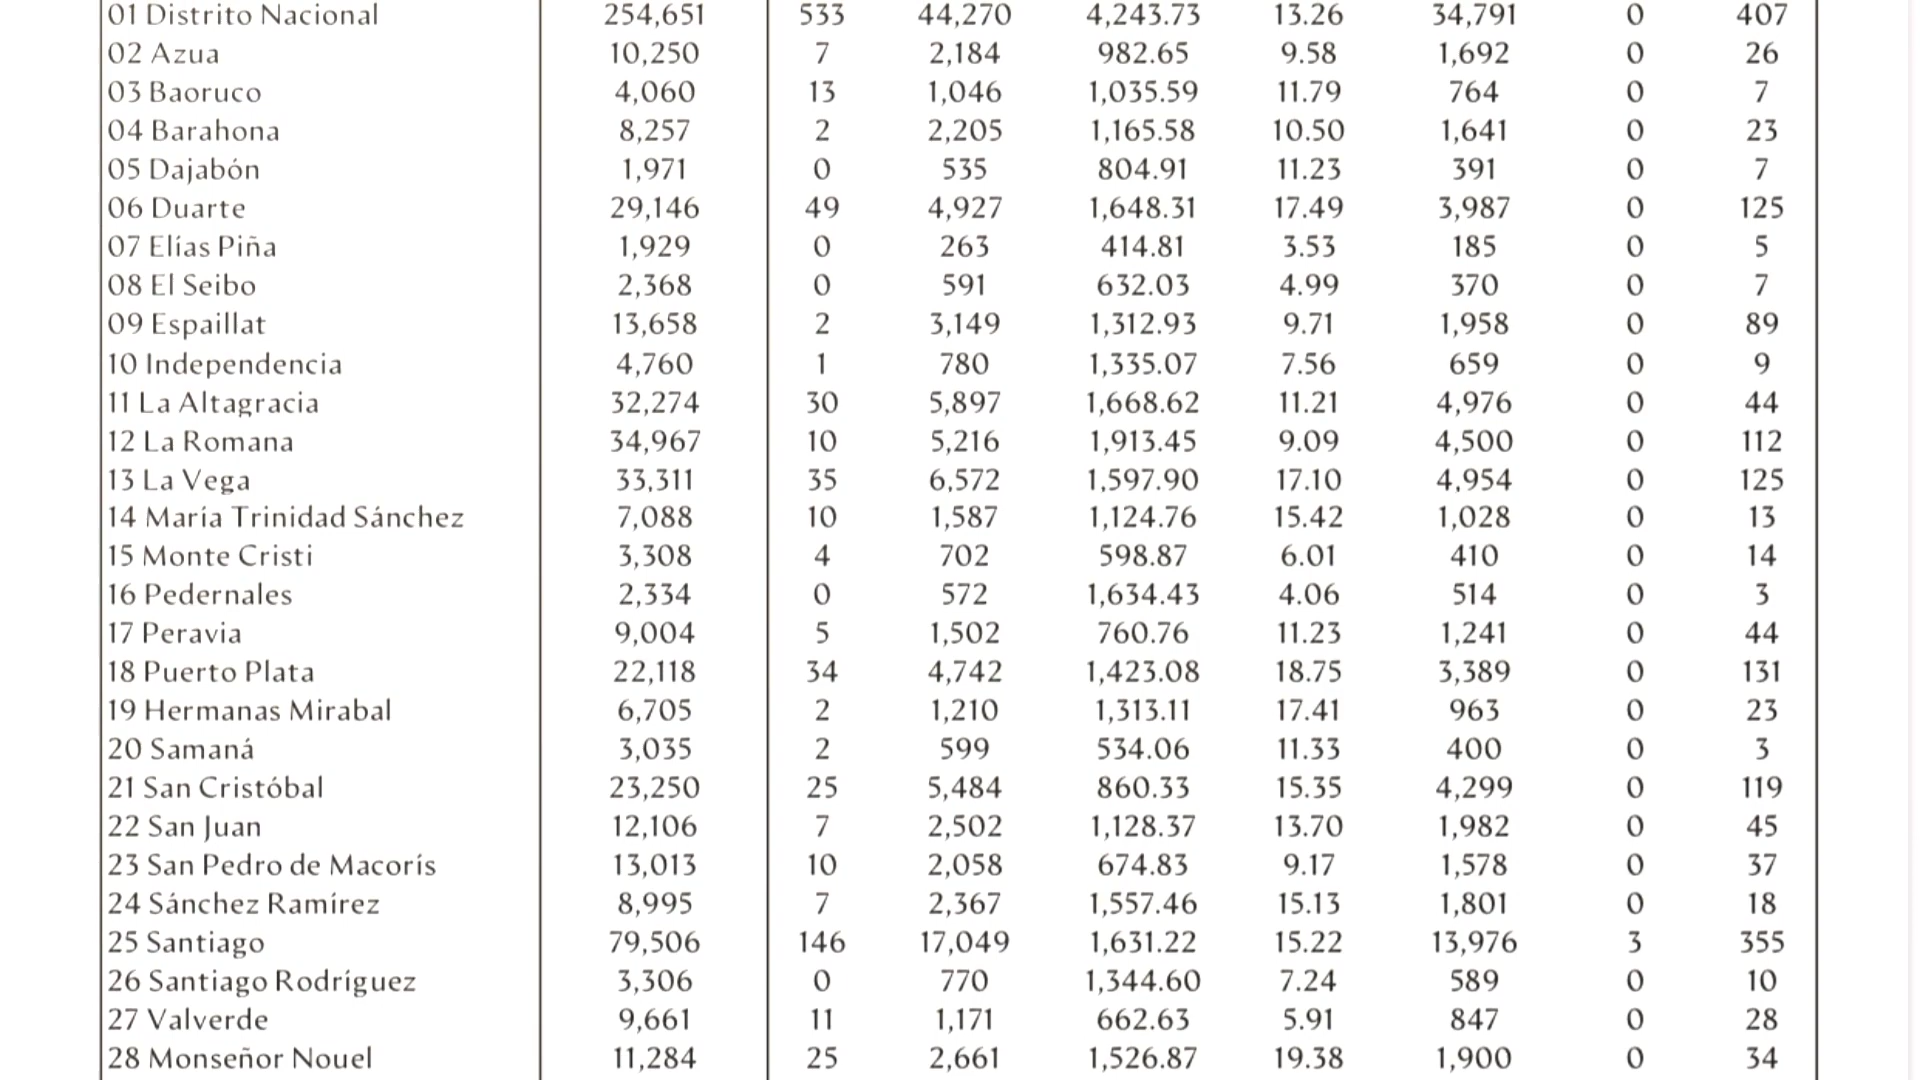 01 Distrito Nacional 254,651 533 44,270 4,243.73 13.26 34,791 0 407
02 Azua 10,250 7 2,184 982.65 9.58 1,692 0 26
03 Baoruco 4,060 13 1,046 1,035.59 11.79 764 0 7
04 Barahona 8,257 2 2,205 1,165.58 10.50 1,641 0 23
05 Dajabón 1,971 0 535 804.91 11.23 391 0 7
06 Duarte 29,146 49 4,927 1,648.31 17.49 3,987 0 125
07 Elías Piña 1,929 0 263 414.81 3.53 185 0 5
08 El Seibo 2,368 0 591 632.03 4.99 370 0 7
09 Espaillat 13,658 2 3,149 1,312.93 9.71 1,958 0 89
10 Independencia 4,760 1 780 1,335.07 7.56 659 0 9
11 La Altagracia 32,274 30 5,897 1,668.62 11.21 4,976 0 44
12 La Romana 34,967 10 5,216 1,913.45 9.09 4,500 0 112
13 La Vega 33,311 35 6,572 1,597.90 17.10 4,954 0 125
14 María Trinidad Sánchez 7,088 10 1,587 1,124.76 15.42 1,028 0 13
15 Monte Cristi 3,308 4 702 598.87 6.01 410 0 14
16 Pedernales 2,334 0 572 1,634.43 4.06 514 0 3
17 Peravia 9,004 5 1,502 760.76 11.23 1,241 0 44
18 Puerto Plata 22,118 34 4,742 1,423.08 18.75 3,389 0 131
19 Hermanas Mirabal 6,705 2 1,210 1,313.11 17.41 963 0 23
20 Samaná 3,035 2 599 534.06 11.33 400 0 3
21 San Cristóbal 23,250 25 5,484 860.33 15.35 4,299 0 119
22 San Juan 12,106 7 2,502 1,128.37 13.70 1,982 0 45
23 San Pedro de Macorís 13,013 10 2,058 674.83 9.17 1,578 0 37
24 Sánchez Ramírez 8,995 7 2,367 1,557.46 15.13 1,801 0 18
25 Santiago 79,506 146 17,049 1,631.22 15.22 13,976 3 355
26 Santiago Rodríguez 3,306 0 770 1,344.60 7.24 589 0 10
27 Valverde 9,661 11 1,171 662.63 5.91 847 0 28
28 Monseñor Nouel 11,284 25 2,661 1,526.87 19.38 1,900 0 34